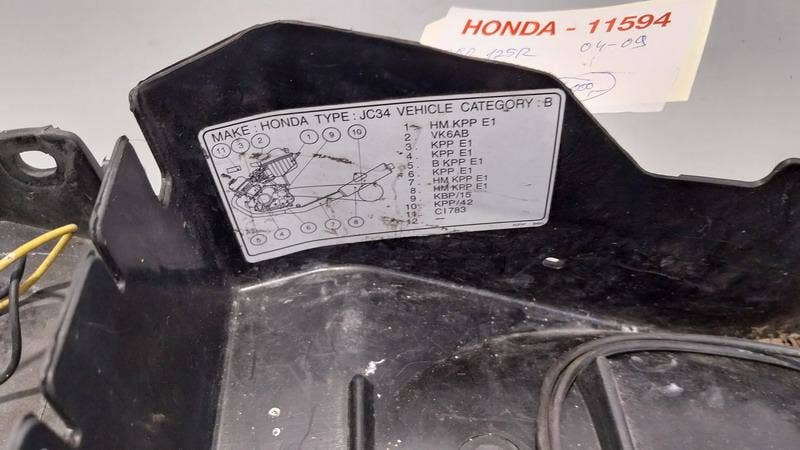 HONDA - 11594
125R 04-09
MAKE : HONDA TYPE : JC34 VEHICLE CATEGORY : B
11 3 2 1 9 10
5 4 6 7 8
1 HM KPP E1
2 VK6AB
3 KPP E1
4 KPP E1
5 B KPP E1
6 KPP E1
7 HM KPP E1
8 HM KPP E1
9 KBP/15
10 KPP/42
11 C1783
12 —